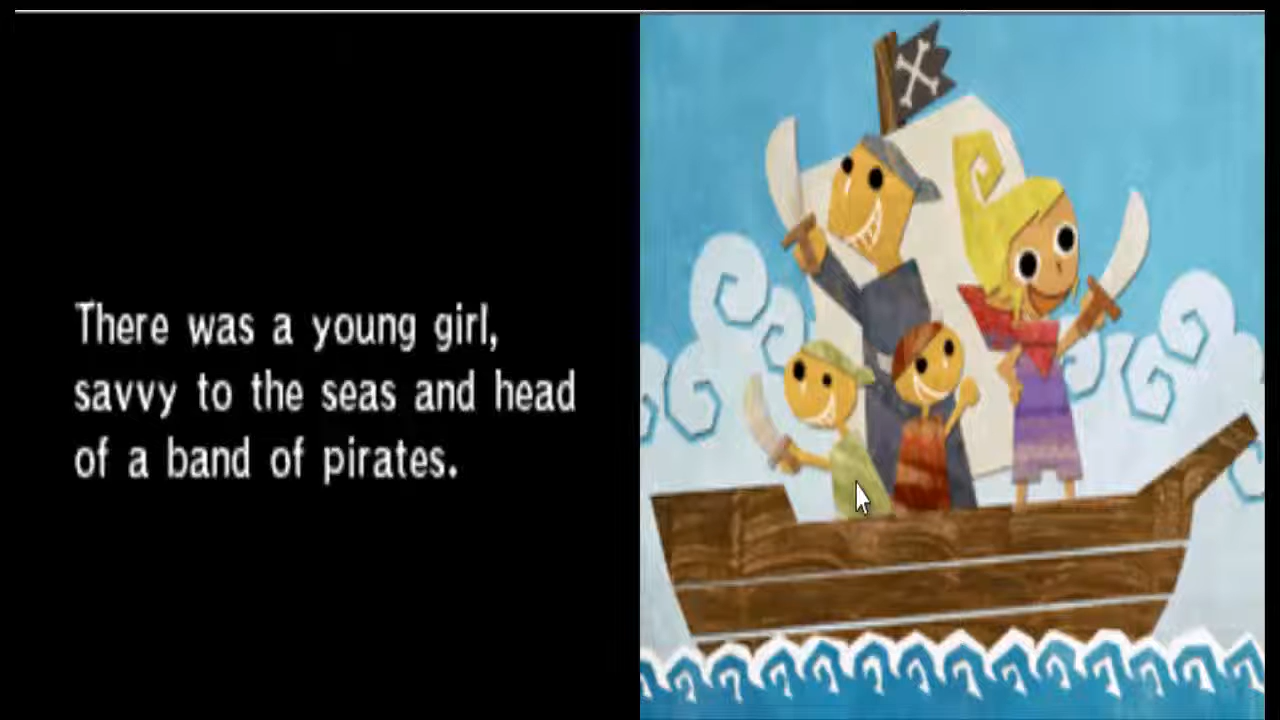 There was a young girl,
savvy to the seas and head
of a band of pirates.